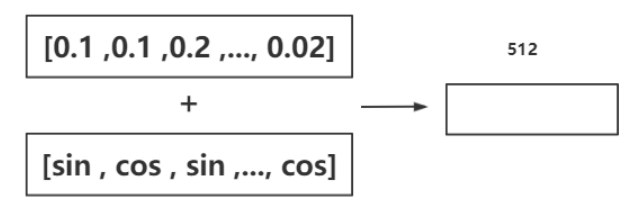 [0.1 ,0.1 ,0.2 ,..., 0.02]
512
+
[sin , cos , sin ,..., cos]